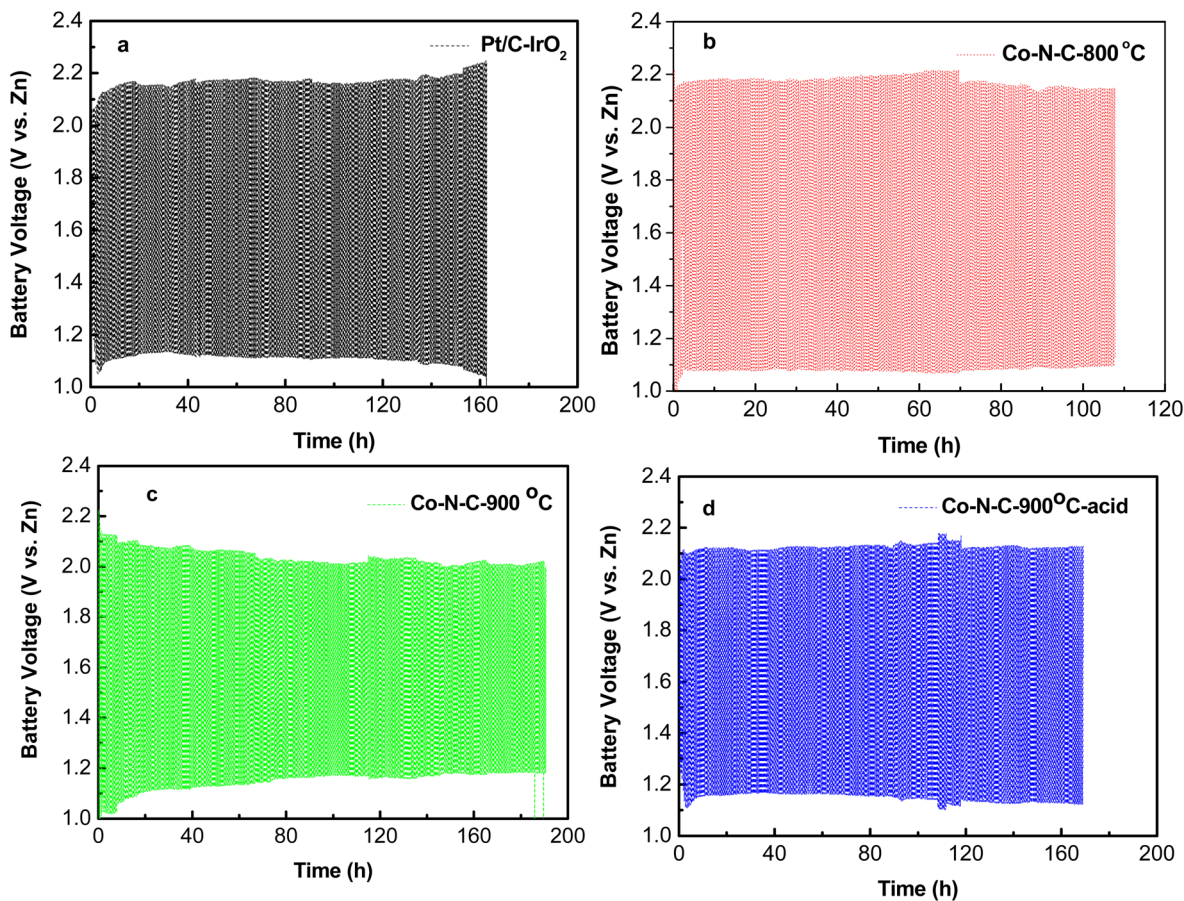 a
Pt/C-IrO2
Battery Voltage (V vs. Zn)
2.4
2.2
2.0
1.8
1.6
1.4
1.2
1.0
0 40 80 120 160 200
Time (h)
b
Co-N-C-800 °C
Battery Voltage (V vs. Zn)
2.4
2.2
2.0
1.8
1.6
1.4
1.2
1.0
0 20 40 60 80 100 120
Time (h)
c
Co-N-C-900 °C
Battery Voltage (V vs. Zn)
2.4
2.2
2.0
1.8
1.6
1.4
1.2
1.0
0 40 80 120 160 200
Time (h)
d
Co-N-C-900°C-acid
Battery Voltage (V vs. Zn)
2.4
2.2
2.0
1.8
1.6
1.4
1.2
1.0
0 40 80 120 160 200
Time (h)